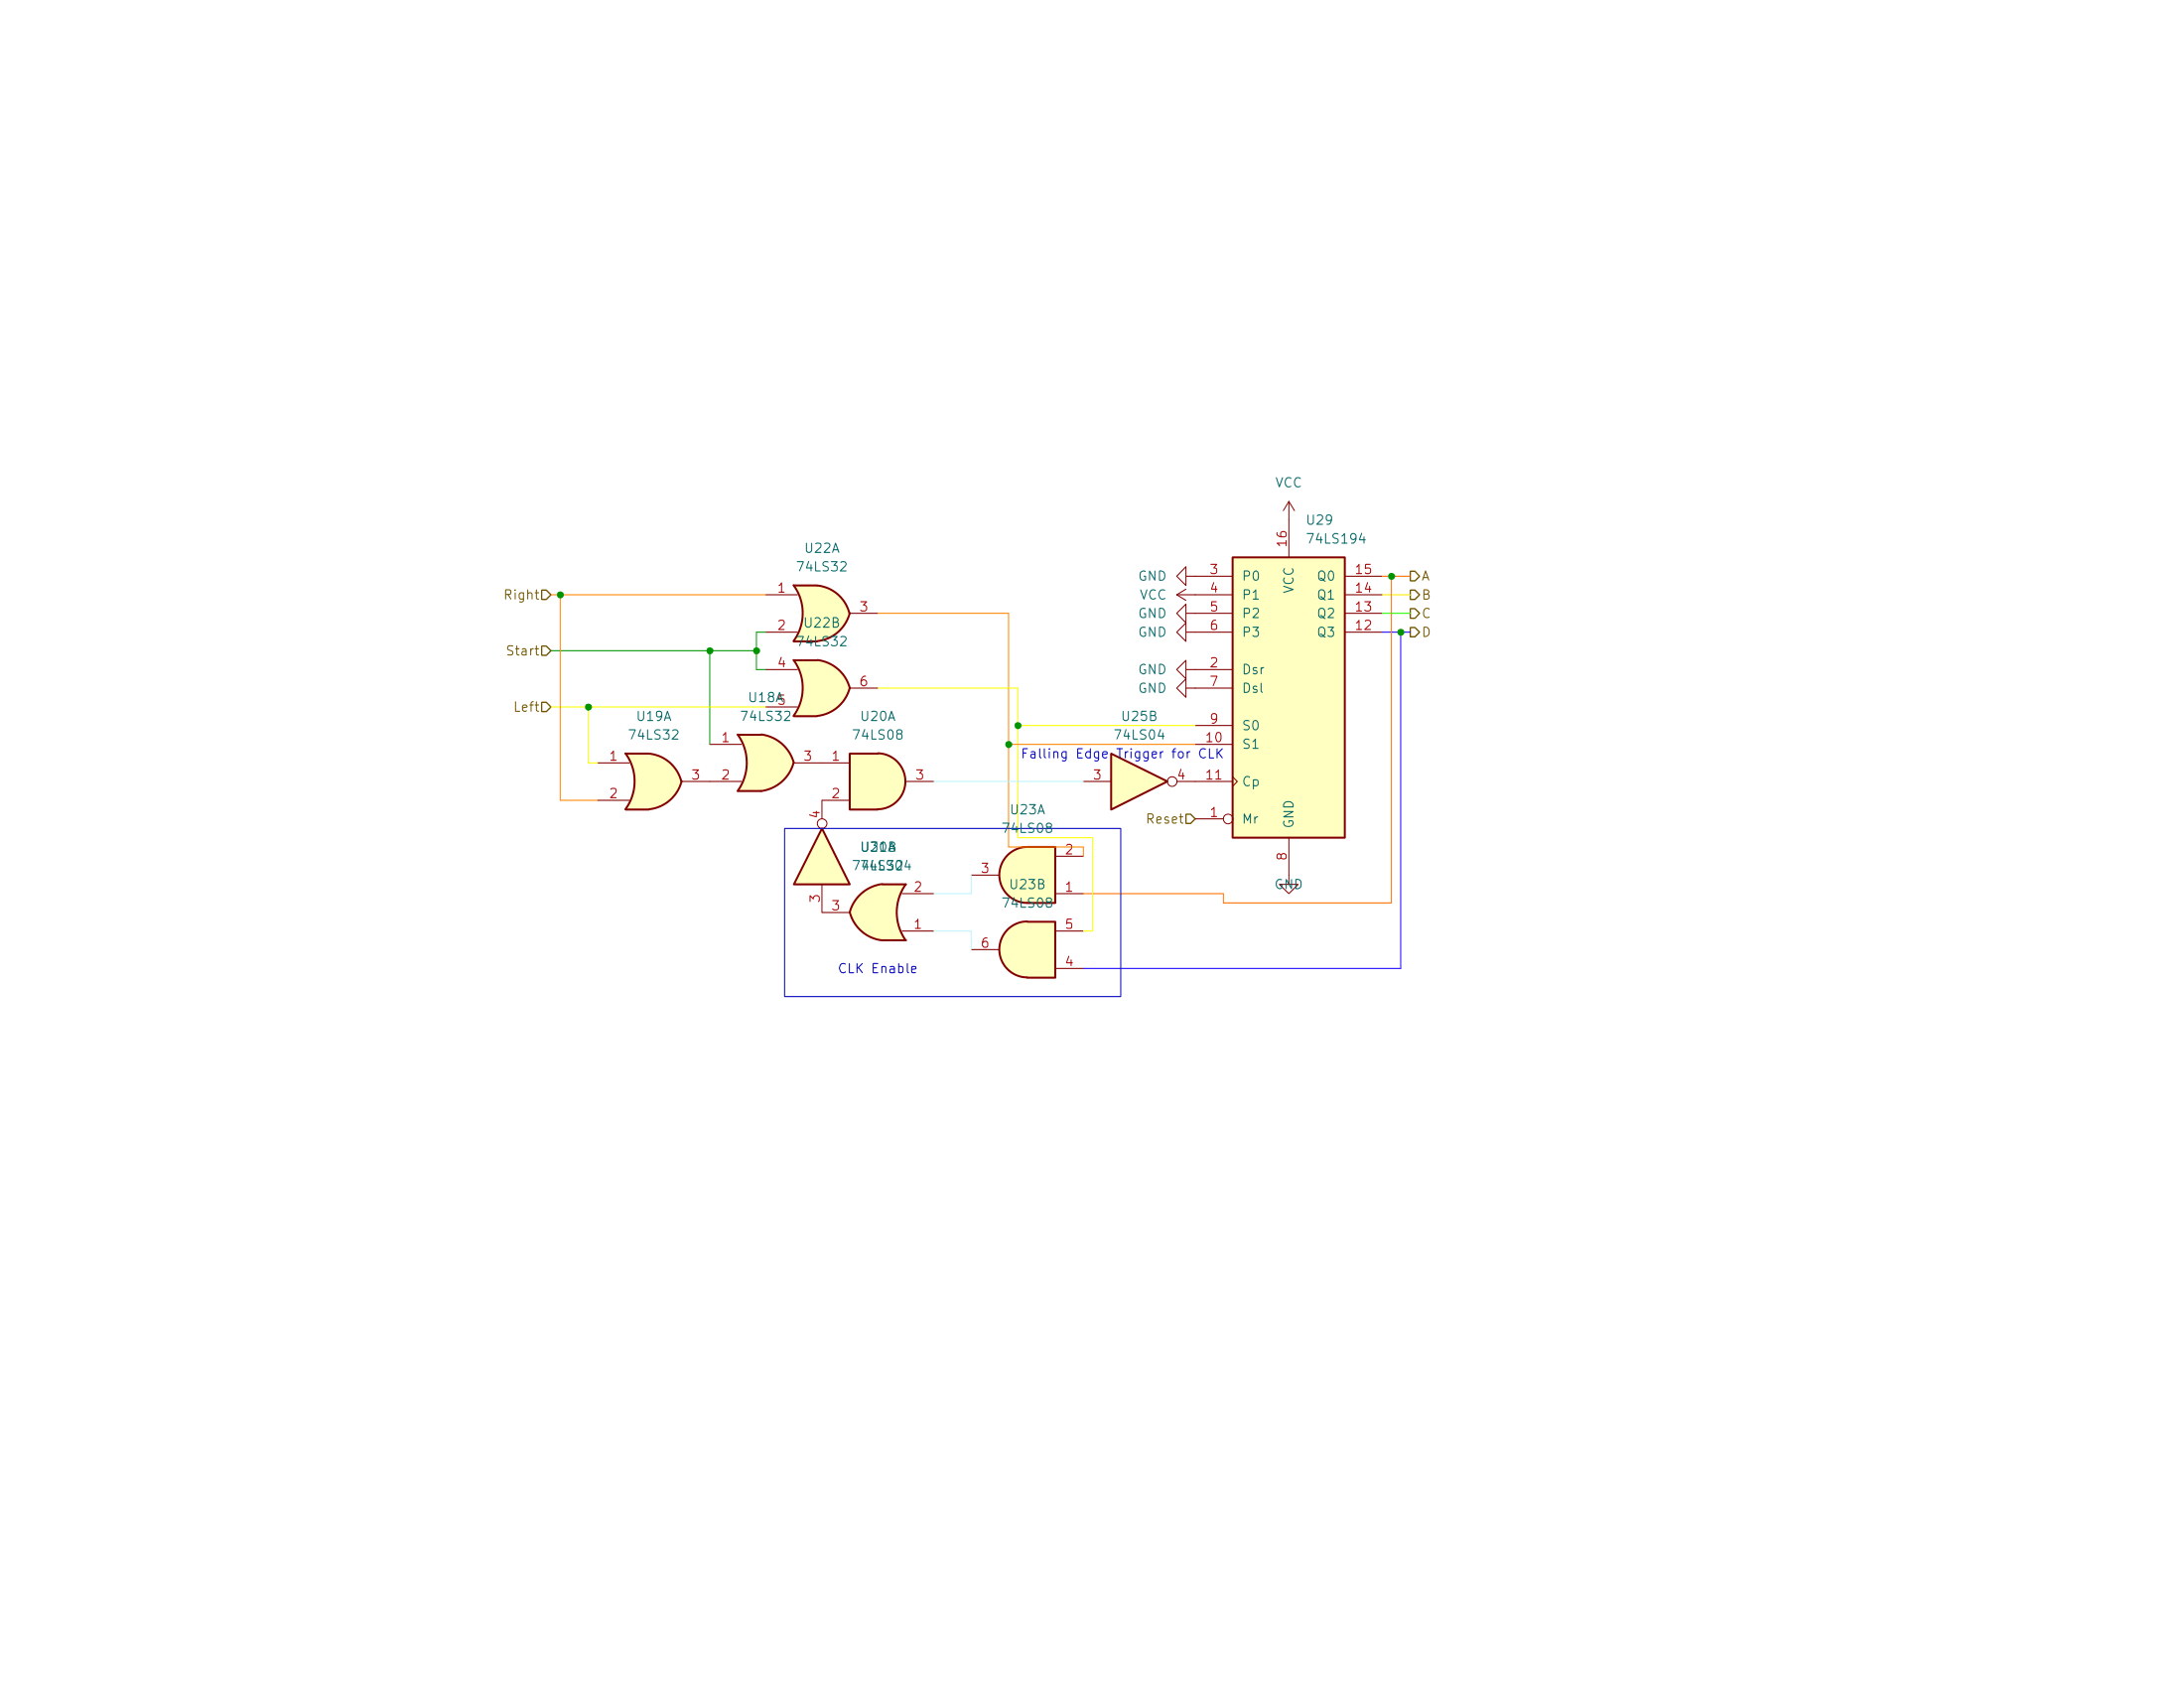 VCC
16
U29
74LS194
U22A
74LS32
1
2
3
U22B
74LS32
4
5
6
Right
Start
Left
U18A
74LS32
1
2
3
U19A
74LS32
1
2
3
U20A
74LS08
1
2
3
GND 3 P0
VCC 4 P1
GND 5 P2
GND 6 P3
GND 2 Dsr
GND 7 Dsl
9 S0
10 S1
11 Cp
Reset 1 Mr
VCC
GND
Q0 15 A
Q1 14 B
Q2 13 C
Q3 12 D
8
GND
U25B
74LS04
Falling Edge Trigger for CLK
3
4
U23A
74LS08
2
1
3
U23B
74LS08
5
4
6
4
3
74LS04
74LS32
2
1
3
CLK Enable